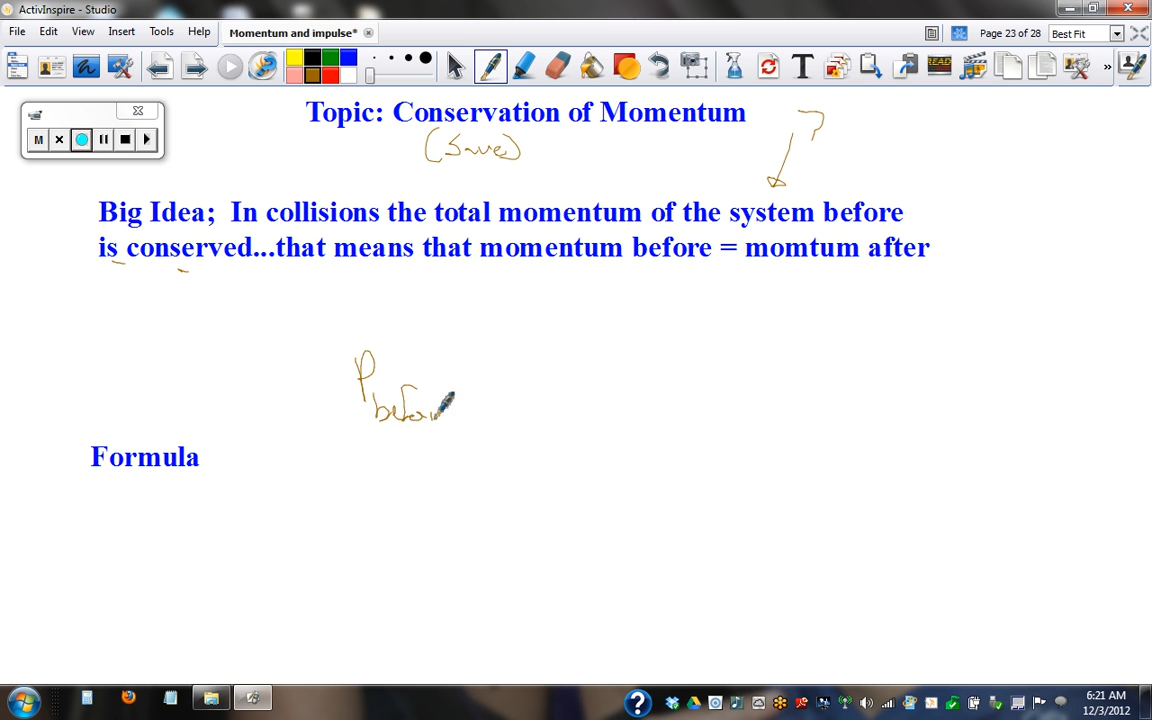 ActivInspire - Studio
File Edit View Insert Tools Help Momentum and impulse* Page 23 of 28 Best Fit
Topic: Conservation of Momentum
(Save)
?
M
Big Idea; In collisions the total momentum of the system before
is conserved...that means that momentum before = momtum after
P
Formula
6:21 AM
12/3/2012